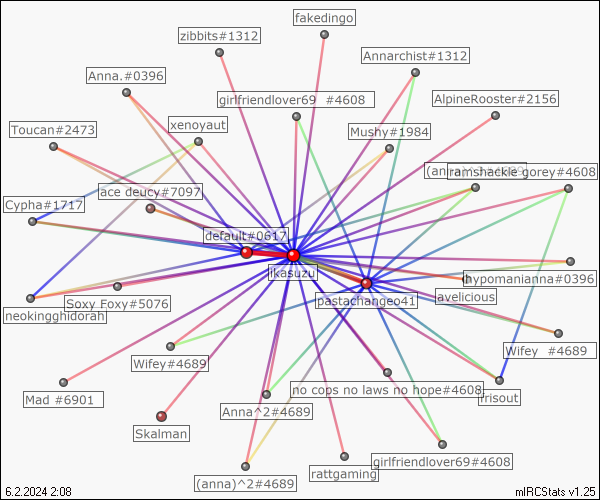 fakedingo
zibbits#1312
Annarchist#1312
Anna.#0396
girlfriendlover69 #4608
AlpineRooster#2156
Toucan#2473
xenoyaut
Mushy#1984
ramshackle gorey#4608
ace deucy#7097
Cypha#1717
default#0617
ikasuzu
hypomanianna#0396
Soxy Foxy#5076
pastachangeo41
avelicious
neokingghidorah
Wifey #4689
Wifey#4689
no cops no laws no hope#4608
frisout
Mad #6901
Anna^2#4689
Skalman
girlfriendlover69#4608
rattgaming
(anna)^2#4689
6.2.2024 2:08
mIRCStats v1.25